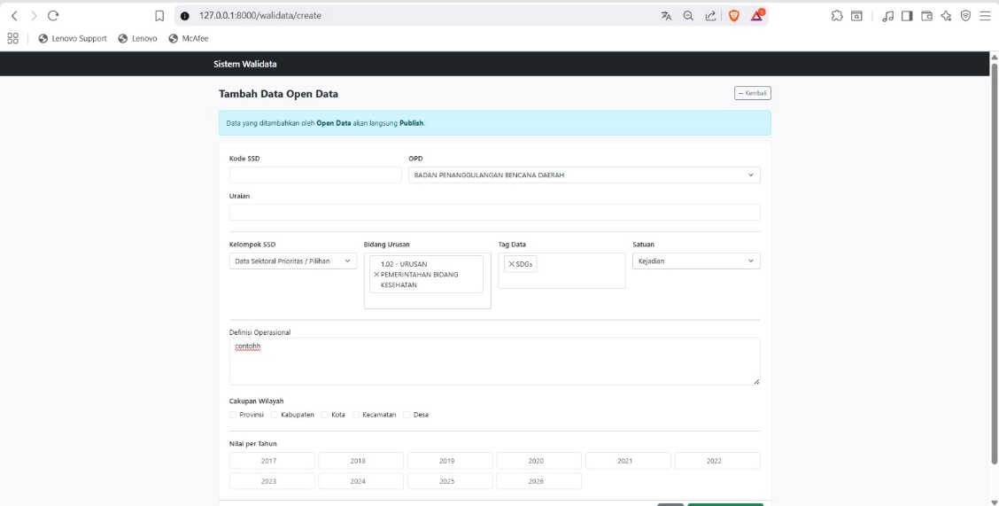 127.0.0.1:8000/walidata/create
Lenovo Support Lenovo McAfee
Sistem Walidata
Tambah Data Open Data
← Kembali
Data yang ditambahkan oleh Open Data akan langsung Publish.
Kode SSD OPD
BADAN PENANGGULANGAN BENCANA DAERAH
Uraian
Kelompok SSD Bidang Urusan Tag Data Satuan
Data Sektoral Prioritas / Pilihan
1.02 - URUSAN
PEMERINTAHAN BIDANG
KESEHATAN
SDGs
Kejadian
Definisi Operasional
contohh
Cakupan Wilayah
Provinsi Kabupaten Kota Kecamatan Desa
Nilai per Tahun
2017 2018 2019 2020 2021 2022
2023 2024 2025 2026